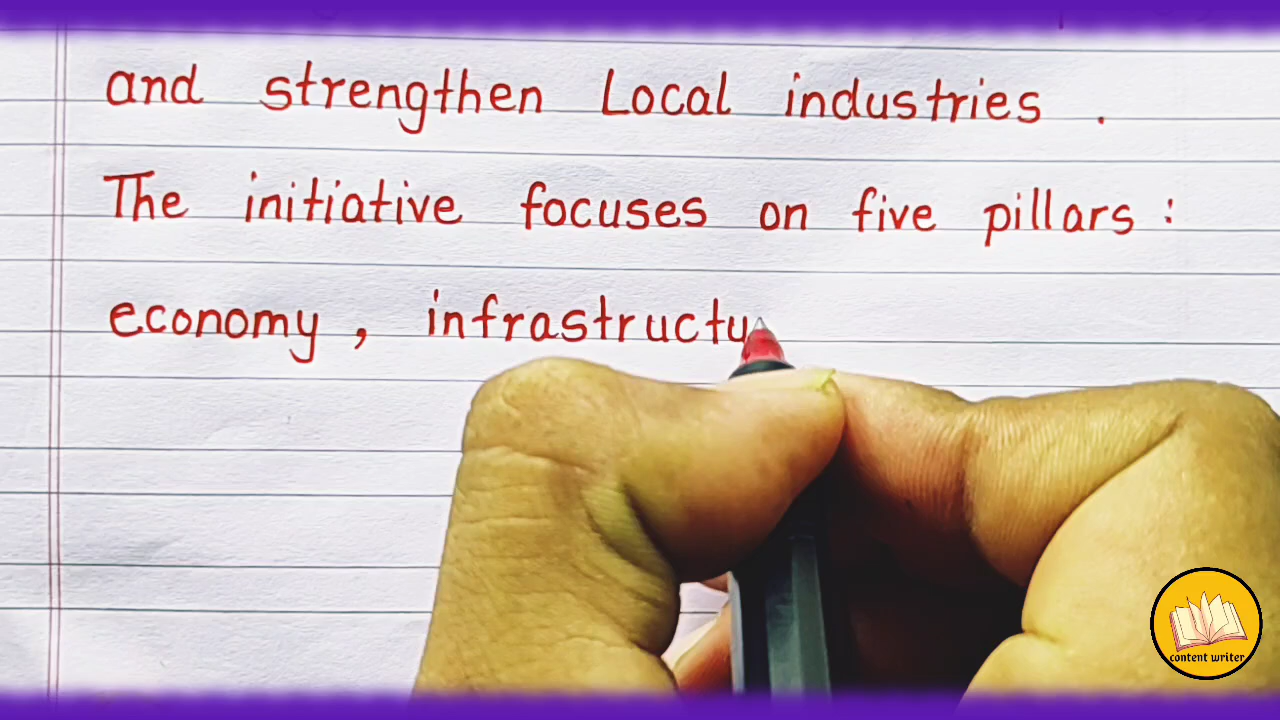 and strengthen Local industries .
The initiative focuses on five pillars :
economy , infrastructu
content writer